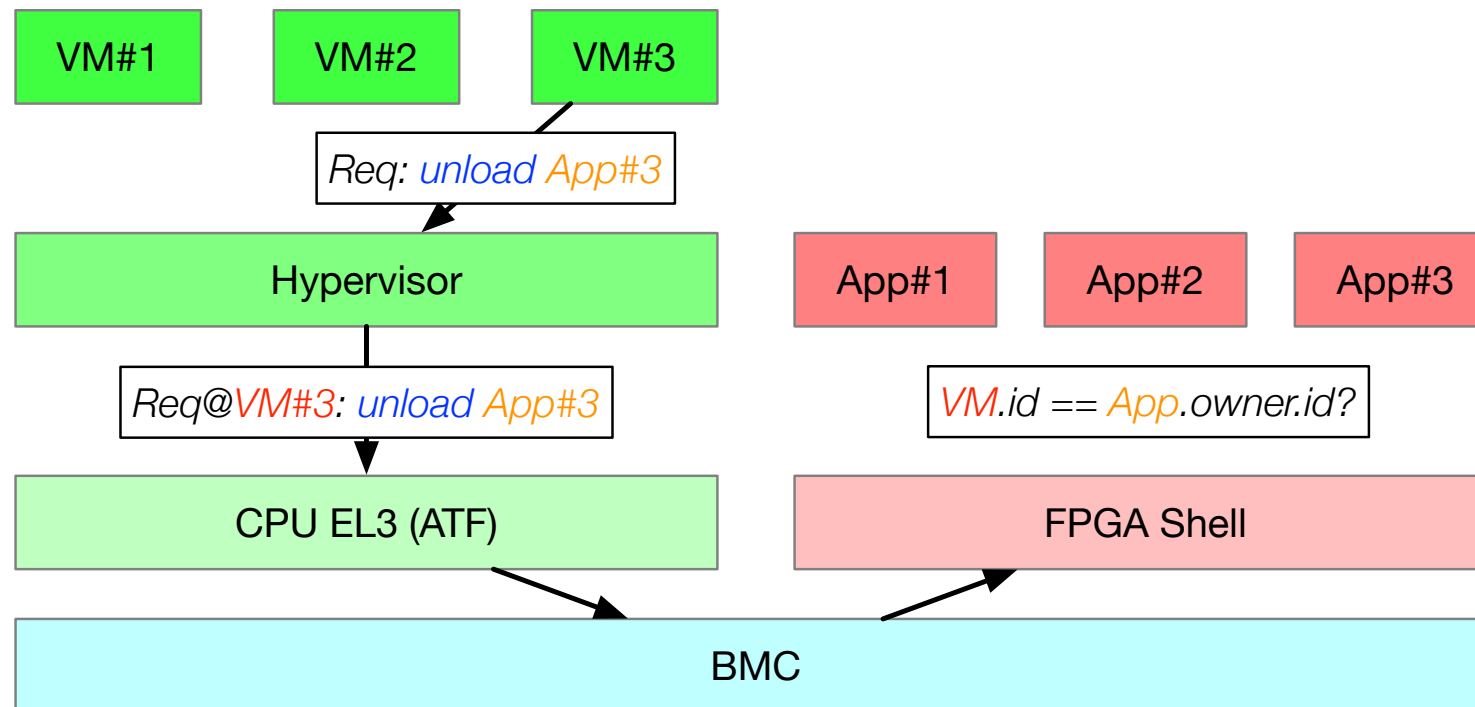 VM#1
VM#2
VM#3
Req: unload App#3
Hypervisor
App#1
App#2
App#3
Req@VM#3: unload App#3
VM.id == App.owner.id?
CPU EL3 (ATF)
FPGA Shell
BMC